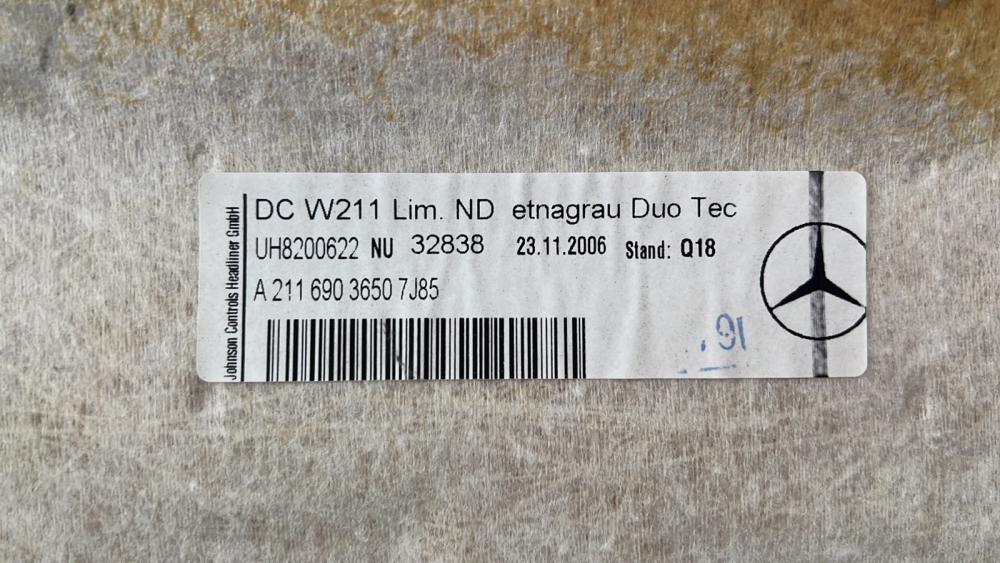 Johnson Controls Headliner GmbH
DC W211 Lim. ND etnagrau Duo Tec
UH8200622 NU 32838 23.11.2006 Stand: Q18
A 211 690 3650 7J85